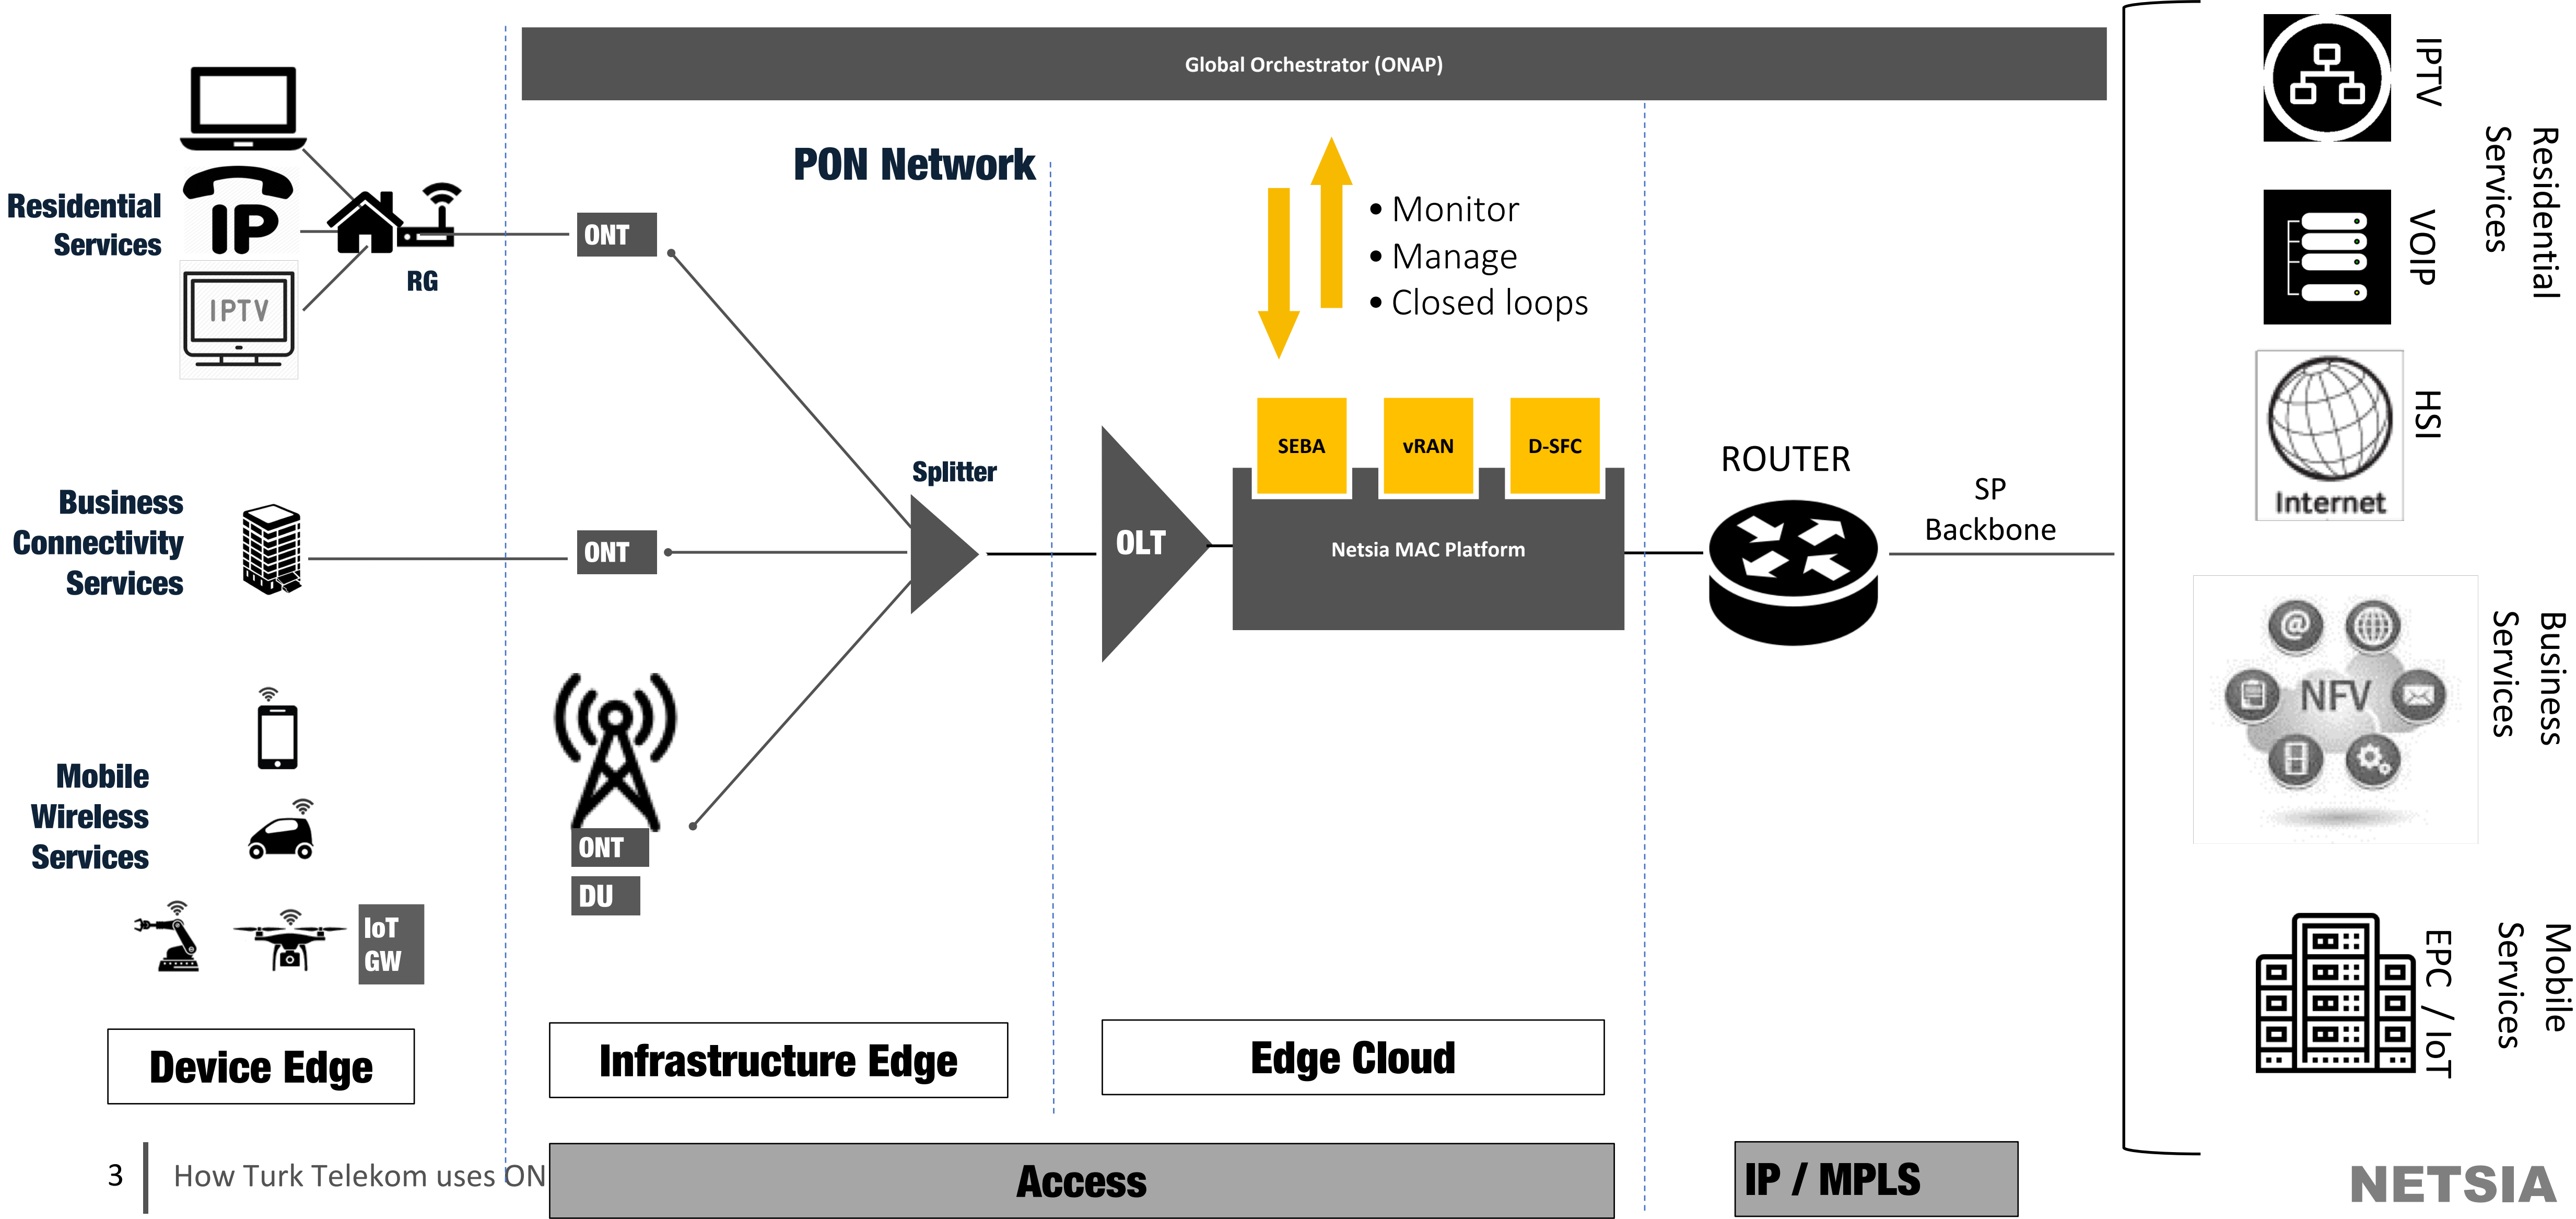 Global Orchestrator (ONAP)
PON Network
Residential
Services
IP
IPTV
RG
ONT
• Monitor
• Manage
• Closed loops
Business
Connectivity
Services
ONT
Splitter
OLT
SEBA
vRAN
D-SFC
Netsia MAC Platform
ROUTER
SP
Backbone
Mobile
Wireless
Services
IoT
GW
ONT
DU
IPTV
VOIP
HSI
Internet
Residential
Services
@
NFV
Business
Services
EPC / IoT
Mobile
Services
Device Edge
Infrastructure Edge
Edge Cloud
3
How Turk Telekom uses ON
Access
IP / MPLS
NETSIA